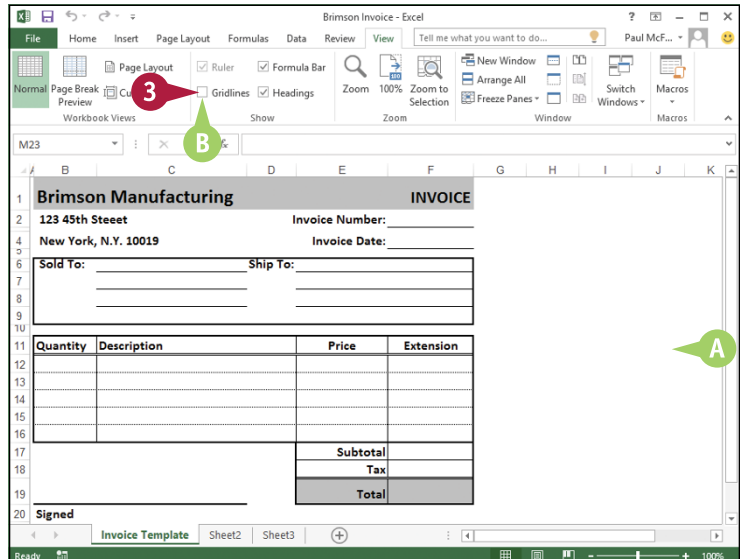 Brimson Invoice - Excel
File Home Insert Page Layout Formulas Data Review View Tell me what you want to do... Paul McF...
Normal Page Break Preview Page Layout Workbook Views
Ruler Formula Bar Gridlines Headings Show
Zoom 100% Zoom to Selection Zoom
New Window Arrange All Freeze Panes Switch Windows Window
Macros Macros
3
B
M23
A B C D E F G H I J K
1 Brimson Manufacturing INVOICE
2 123 45th Steeet Invoice Number:
4 New York, N.Y. 10019 Invoice Date:
5
6 Sold To: Ship To:
7
8
9
10
11 Quantity Description Price Extension
A
12
13
14
15
16
17 Subtotal
18 Tax
19 Total
20 Signed
Invoice Template Sheet2 Sheet3
Ready 100%